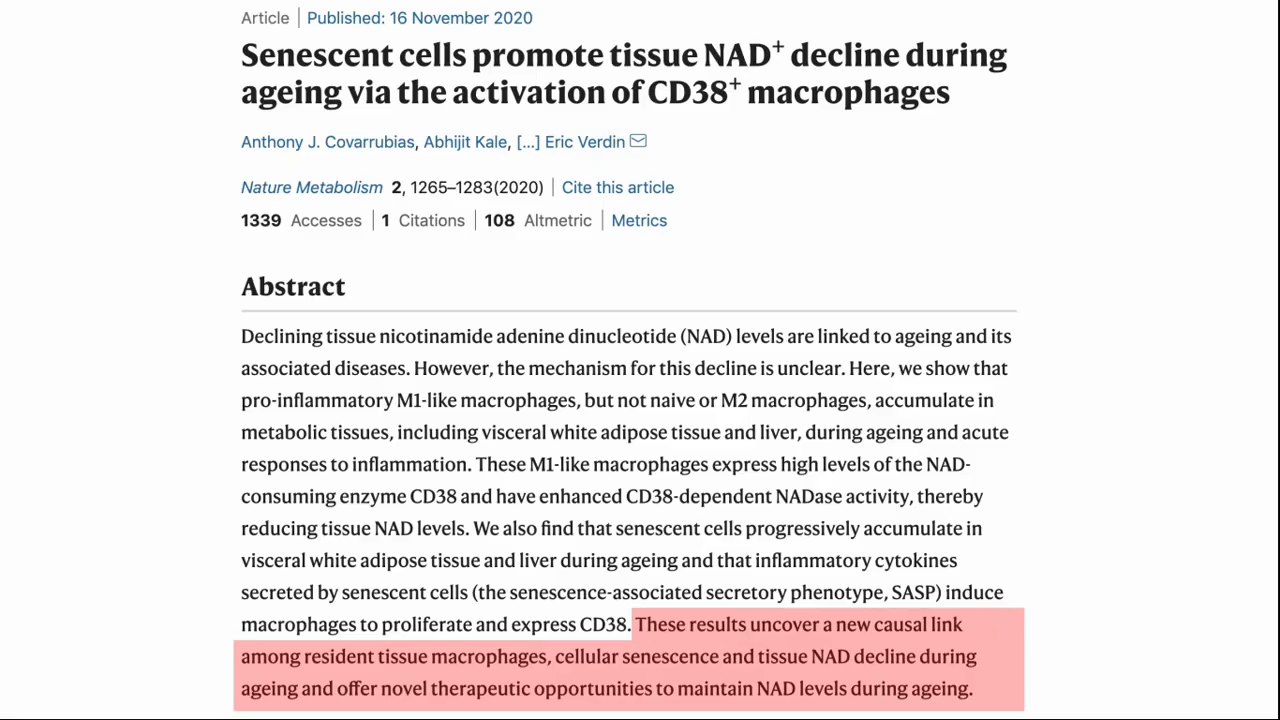 Article | Published: 16 November 2020
Senescent cells promote tissue NAD⁺ decline during
ageing via the activation of CD38⁺ macrophages
Anthony J. Covarrubias, Abhijit Kale, [...] Eric Verdin
Nature Metabolism 2, 1265–1283(2020) | Cite this article
1339 Accesses | 1 Citations | 108 Altmetric | Metrics
Abstract
Declining tissue nicotinamide adenine dinucleotide (NAD) levels are linked to ageing and its
associated diseases. However, the mechanism for this decline is unclear. Here, we show that
pro-inflammatory M1-like macrophages, but not naive or M2 macrophages, accumulate in
metabolic tissues, including visceral white adipose tissue and liver, during ageing and acute
responses to inflammation. These M1-like macrophages express high levels of the NAD-
consuming enzyme CD38 and have enhanced CD38-dependent NADase activity, thereby
reducing tissue NAD levels. We also find that senescent cells progressively accumulate in
visceral white adipose tissue and liver during ageing and that inflammatory cytokines
secreted by senescent cells (the senescence-associated secretory phenotype, SASP) induce
macrophages to proliferate and express CD38. These results uncover a new causal link
among resident tissue macrophages, cellular senescence and tissue NAD decline during
ageing and offer novel therapeutic opportunities to maintain NAD levels during ageing.